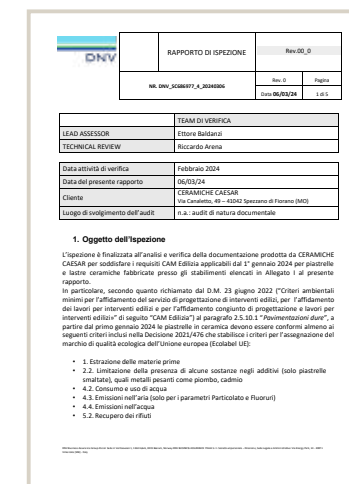 DNV
RAPPORTO DI ISPEZIONE
Rev.00_0
NR. DNV_SC686977_4_20240306
Rev. 0
Pagina
Data 06/03/24
1 di 5
TEAM DI VERIFICA
LEAD ASSESSOR Ettore Baldanzi
TECHNICAL REVIEW Riccardo Arena
Data attività di verifica Febbraio 2024
Data del presente rapporto 06/03/24
Cliente CERAMICHE CAESAR
Via Canaletto, 49 – 41042 Spezzano di Fiorano (MO)
Luogo di svolgimento dell'audit n.a.: audit di natura documentale
1. Oggetto dell'Ispezione
L'ispezione è finalizzata all'analisi e verifica della documentazione prodotta da CERAMICHE
CAESAR per soddisfare i requisiti CAM Edilizia applicabili dal 1° gennaio 2024 per piastrelle
e lastre ceramiche fabbricate presso gli stabilimenti elencati in Allegato I al presente
rapporto.
In particolare, secondo quanto richiamato dal D.M. 23 giugno 2022 ("Criteri ambientali
minimi per l'affidamento del servizio di progettazione di interventi edilizi, per l'affidamento
dei lavori per interventi edilizi e per l'affidamento congiunto di progettazione e lavori per
interventi edilizi«" di seguito "CAM Edilizia") al paragrafo 2.5.10.1 "Pavimentazioni dure", a
partire dal primo gennaio 2024 le piastrelle in ceramica devono essere conformi almeno ai
seguenti criteri inclusi nella Decisione 2021/476 che stabilisce i criteri per l'assegnazione del
marchio di qualità ecologica dell'Unione europea (Ecolabel UE):
• 1. Estrazione delle materie prime
• 2.2. Limitazione della presenza di alcune sostanze negli additivi (solo piastrelle
smaltate), quali metalli pesanti come piombo, cadmio
• 4.2. Consumo e uso di acqua
• 4.3. Emissioni nell'aria (solo per i parametri Particolato e Fluoruri)
• 4.4. Emissioni nell'acqua
• 5.2. Recupero dei rifiuti